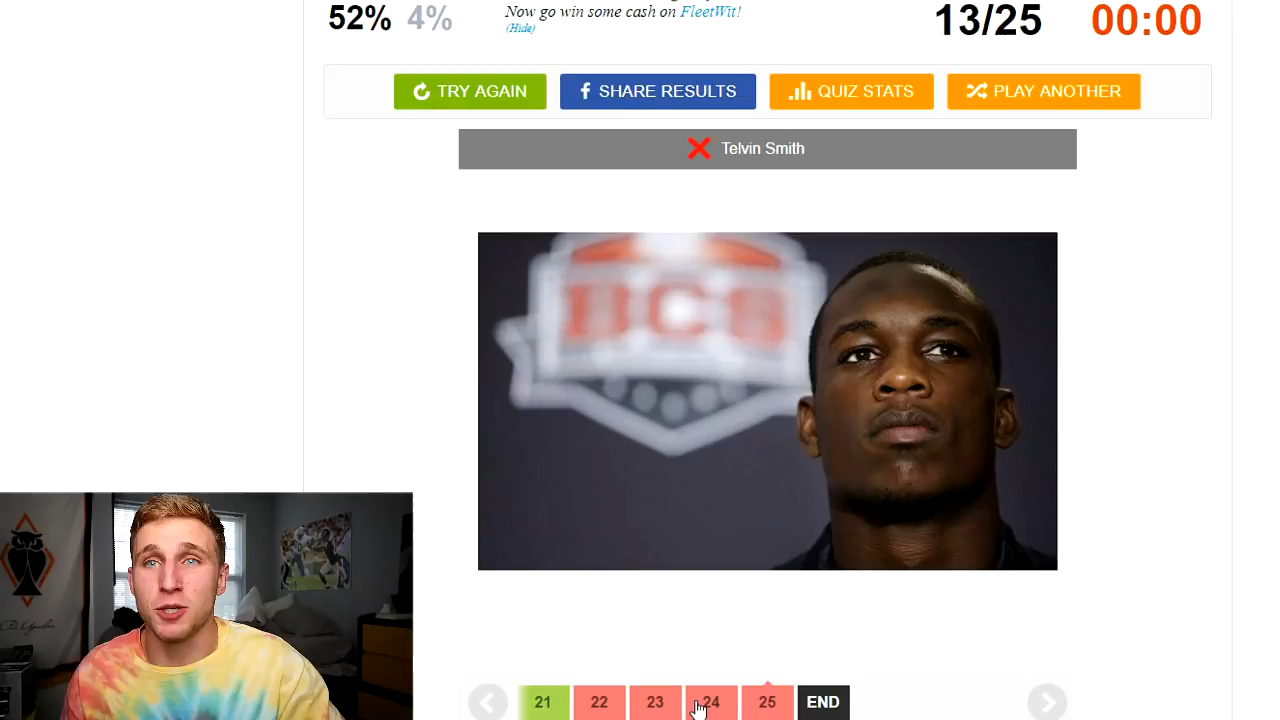 52% 4%
Now go win some cash on FleetWit!
(Hide)
13/25 00:00
TRY AGAIN
SHARE RESULTS
QUIZ STATS
PLAY ANOTHER
Telvin Smith
BCS
21 22 23 24 25 END